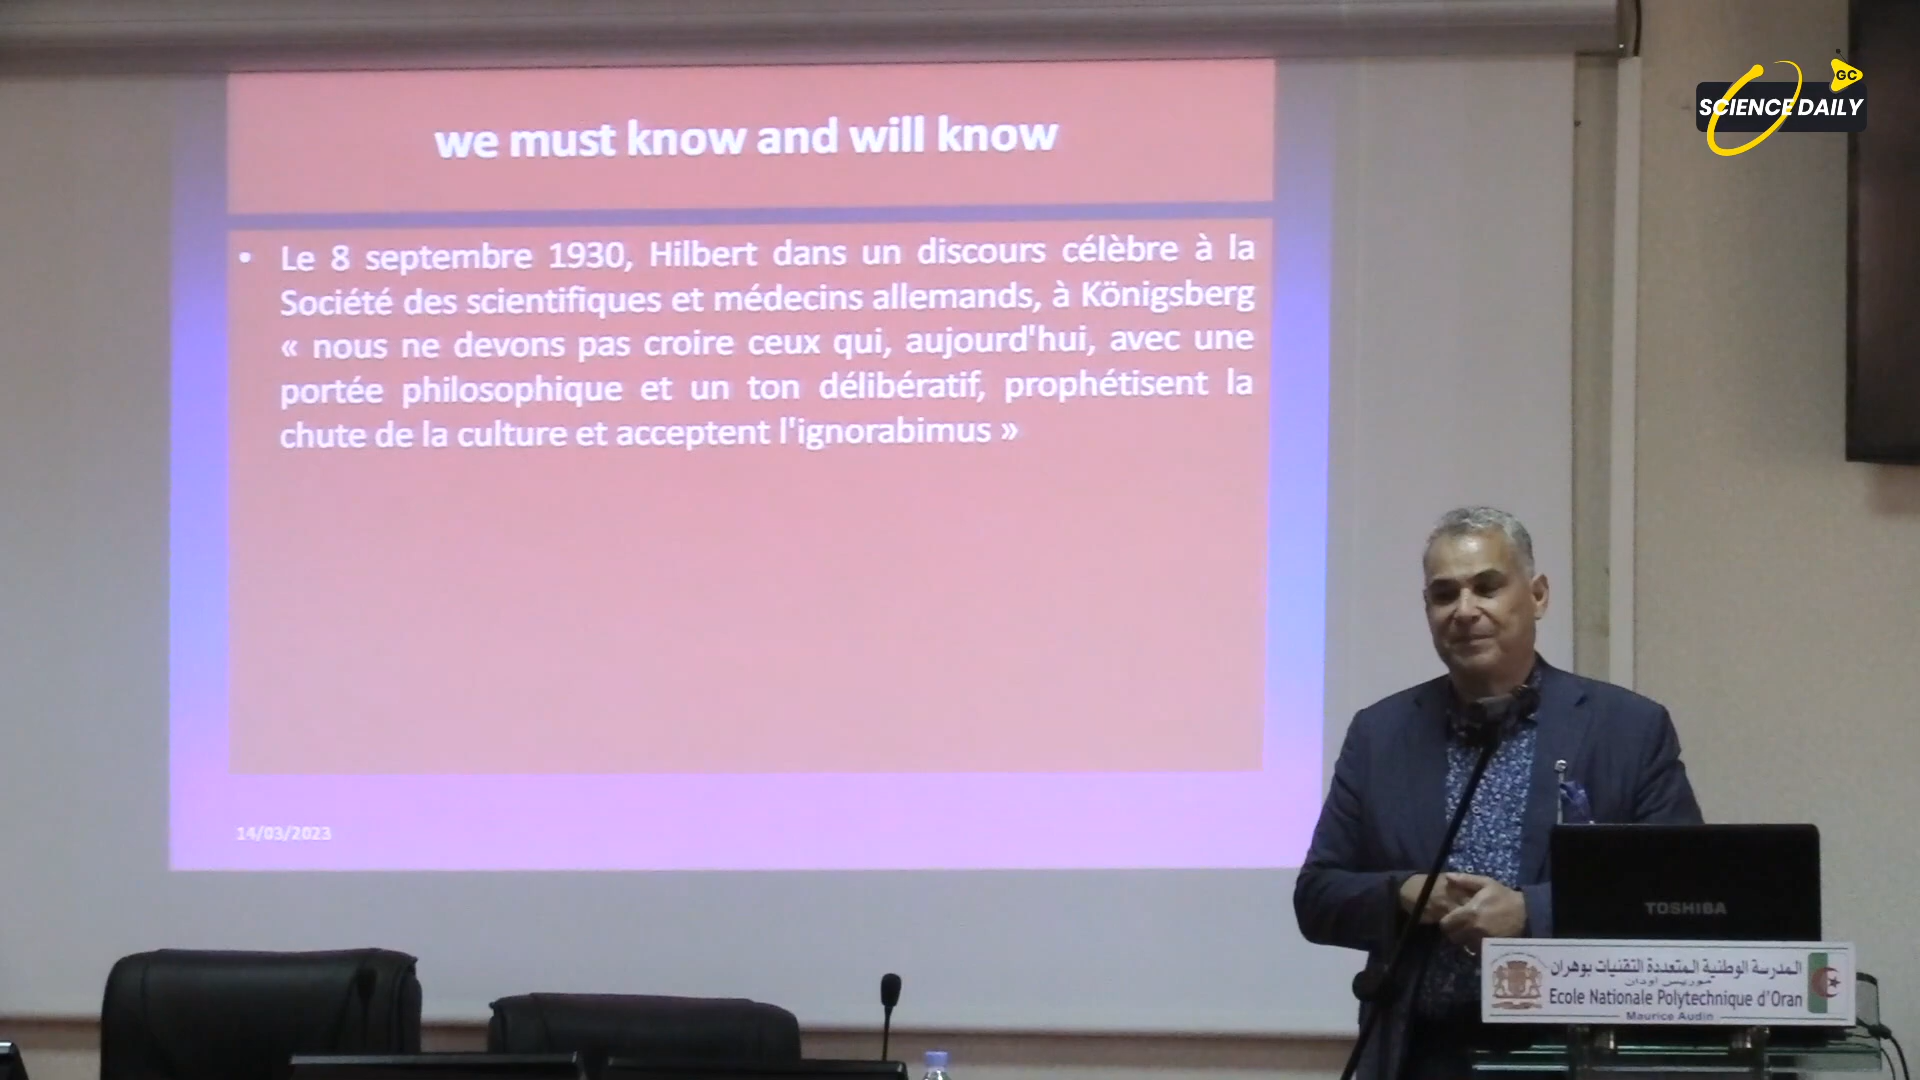 GC
SCIENCE DAILY
we must know and will know
• Le 8 septembre 1930, Hilbert dans un discours célèbre à la
Société des scientifiques et médecins allemands, à Königsberg
« nous ne devons pas croire ceux qui, aujourd'hui, avec une
portée philosophique et un ton délibératif, prophétisent la
chute de la culture et acceptent l'ignorabimus »
14/03/2023
TOSHIBA
المدرسة الوطنية المتعددة التقنيات بوهران
موريس أودان
Ecole Nationale Polytechnique d'Oran
Maurice Audin